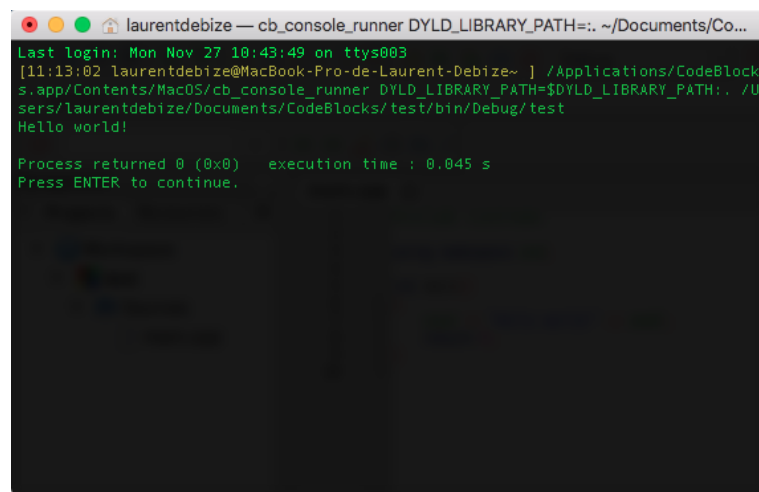 laurentdebize — cb_console_runner DYLD_LIBRARY_PATH=:. ~/Documents/Co...
Last login: Mon Nov 27 10:43:49 on ttys003
[11:13:02 laurentdebize@MacBook-Pro-de-Laurent-Debize~ ] /Applications/CodeBlock
s.app/Contents/MacOS/cb_console_runner DYLD_LIBRARY_PATH=$DYLD_LIBRARY_PATH:. /U
sers/laurentdebize/Documents/CodeBlocks/test/bin/Debug/test
Hello world!
Process returned 0 (0x0)   execution time : 0.045 s
Press ENTER to continue.